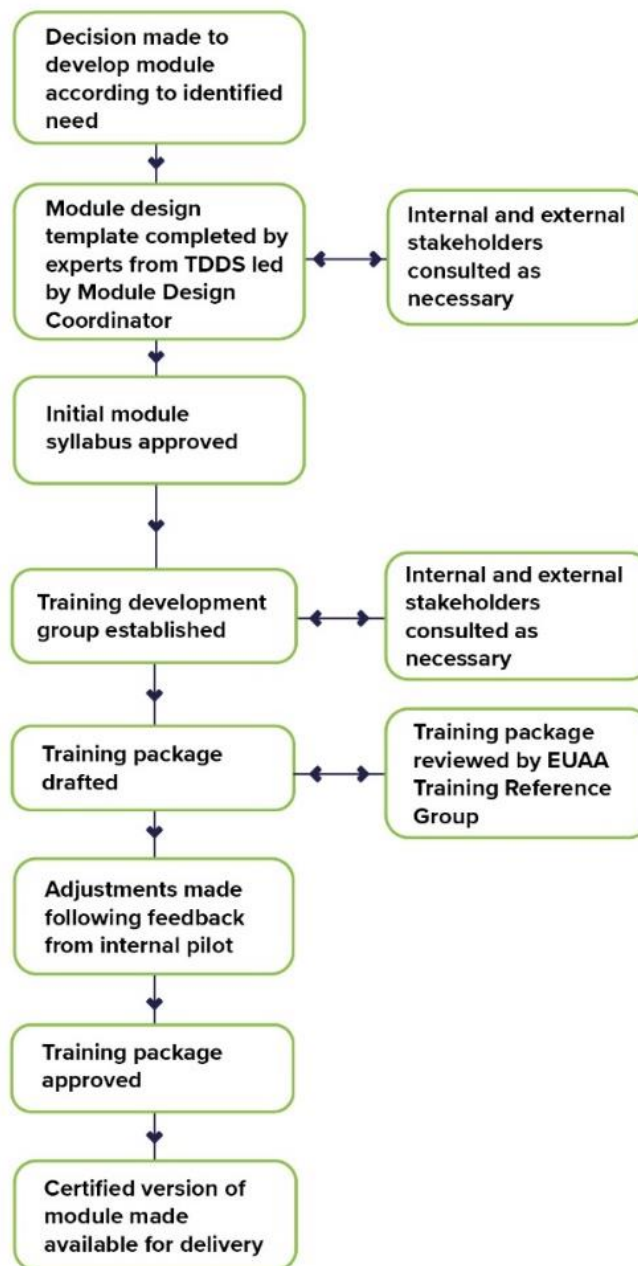 Decision made to
develop module
according to identified
need
Module design
template completed by
experts from TDDS led
by Module Design
Coordinator
Internal and external
stakeholders
consulted as
necessary
Initial module
syllabus approved
Training development
group established
Internal and external
stakeholders
consulted as
necessary
Training package
drafted
Training package
reviewed by EUAA
Training Reference
Group
Adjustments made
following feedback
from internal pilot
Training package
approved
Certified version of
module made
available for delivery